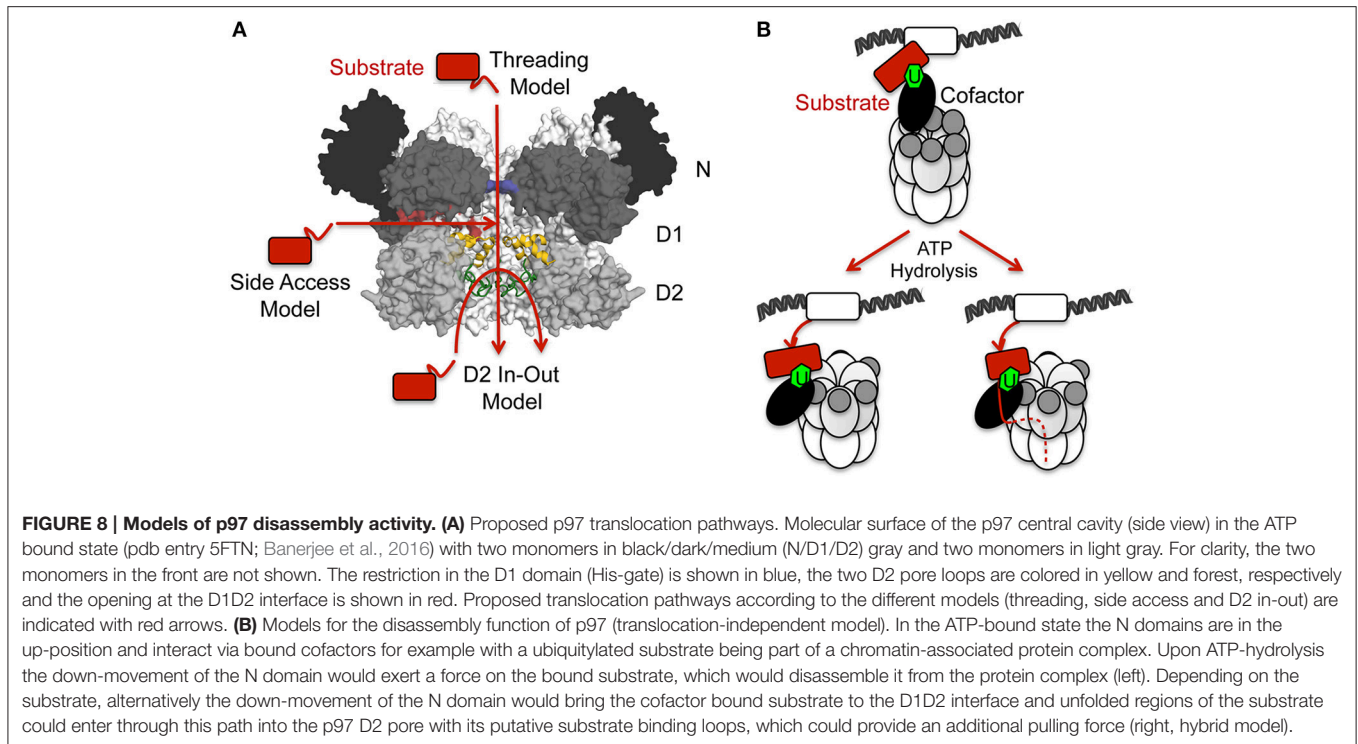 A
Substrate
Threading
Model
N
D1
D2
Side Access
Model
D2 In-Out
Model
B
U
Substrate
Cofactor
ATP
Hydrolysis
U
U
FIGURE 8 | Models of p97 disassembly activity. (A) Proposed p97 translocation pathways. Molecular surface of the p97 central cavity (side view) in the ATP
bound state (pdb entry 5FTN; Banerjee et al., 2016) with two monomers in black/dark/medium (N/D1/D2) gray and two monomers in light gray. For clarity, the two
monomers in the front are not shown. The restriction in the D1 domain (His-gate) is shown in blue, the two D2 pore loops are colored in yellow and forest, respectively
and the opening at the D1D2 interface is shown in red. Proposed translocation pathways according to the different models (threading, side access and D2 in-out) are
indicated with red arrows. (B) Models for the disassembly function of p97 (translocation-independent model). In the ATP-bound state the N domains are in the
up-position and interact via bound cofactors for example with a ubiquitylated substrate being part of a chromatin-associated protein complex. Upon ATP-hydrolysis
the down-movement of the N domain would exert a force on the bound substrate, which would disassemble it from the protein complex (left). Depending on the
substrate, alternatively the down-movement of the N domain would bring the cofactor bound substrate to the D1D2 interface and unfolded regions of the substrate
could enter through this path into the p97 D2 pore with its putative substrate binding loops, which could provide an additional pulling force (right, hybrid model).